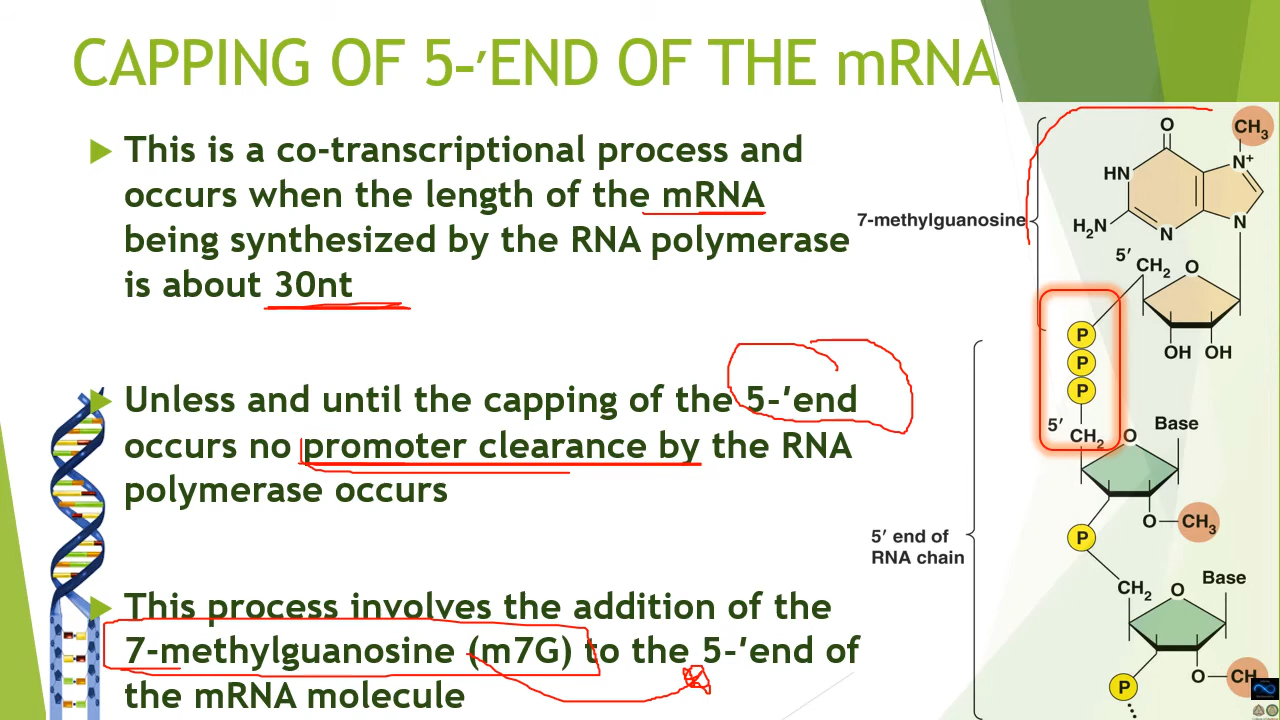 CAPPING OF 5-′END OF THE mRNA
This is a co-transcriptional process and
occurs when the length of the mRNA
being synthesized by the RNA polymerase
is about 30nt
Unless and until the capping of the 5-′end
occurs no promoter clearance by the RNA
polymerase occurs
This process involves the addition of the
7-methylguanosine (m7G) to the 5-′end of
the mRNA molecule
O
CH3
N+
HN
7-methylguanosine
H2N
N
N
5′
CH2
O
P
OH OH
P
P
5′
CH2
O
Base
O
CH3
P
5′ end of
RNA chain
Base
CH2
O
O
CH
P